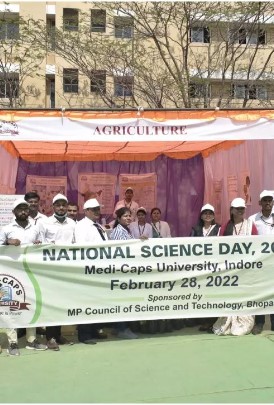 AGRICULTURE
NATIONAL SCIENCE DAY, 20
Medi-Caps University, Indore
February 28, 2022
Sponsored by
MP Council of Science and Technology, Bhopa